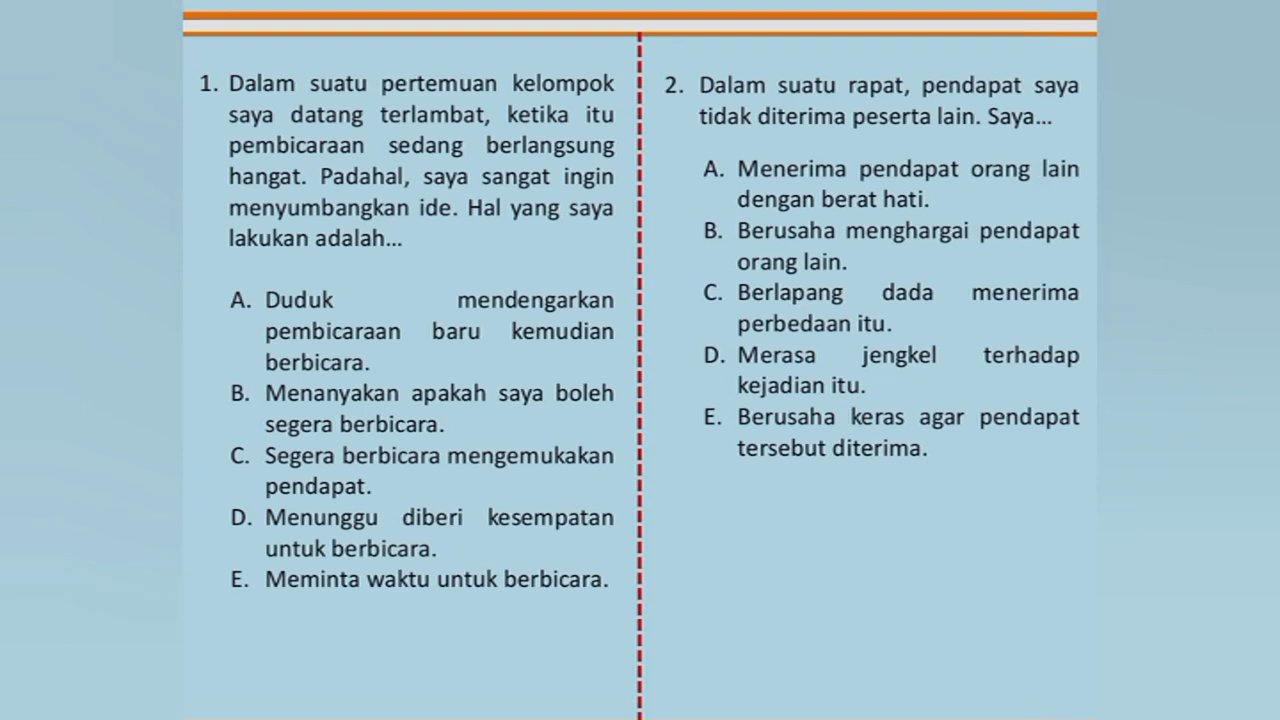 1. Dalam suatu pertemuan kelompok
saya datang terlambat, ketika itu
pembicaraan sedang berlangsung
hangat. Padahal, saya sangat ingin
menyumbangkan ide. Hal yang saya
lakukan adalah...
A. Duduk mendengarkan
pembicaraan baru kemudian
berbicara.
B. Menanyakan apakah saya boleh
segera berbicara.
C. Segera berbicara mengemukakan
pendapat.
D. Menunggu diberi kesempatan
untuk berbicara.
E. Meminta waktu untuk berbicara.
2. Dalam suatu rapat, pendapat saya
tidak diterima peserta lain. Saya...
A. Menerima pendapat orang lain
dengan berat hati.
B. Berusaha menghargai pendapat
orang lain.
C. Berlapang dada menerima
perbedaan itu.
D. Merasa jengkel terhadap
kejadian itu.
E. Berusaha keras agar pendapat
tersebut diterima.